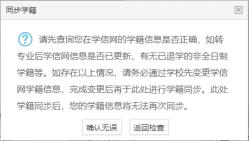 同步学籍
请先查询您在学信网的学籍信息是否正确，如转
专业后学信网信息是否已更新、有无已退学的非全日制
学籍等。如存在以上情况，请务必通过学校先变更学信
网学籍信息，完成变更后再于此处进行学籍同步。此处
学籍同步后，您的学籍信息将无法再次同步。
确认无误
返回检查